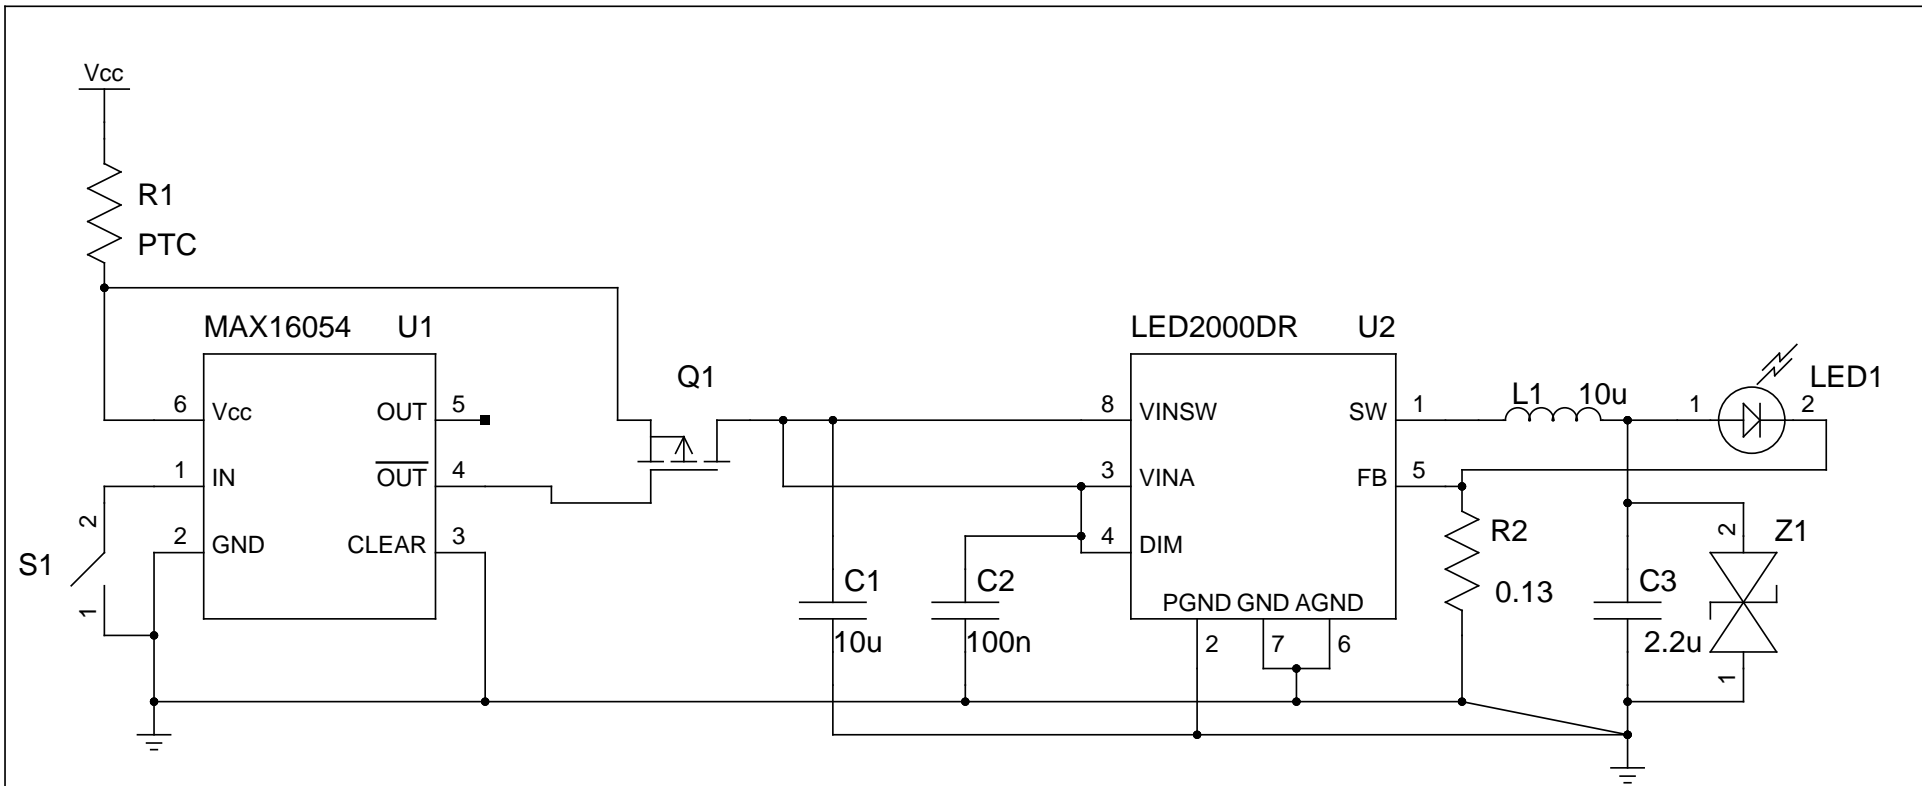 Vcc
R1
PTC
MAX16054 U1
6 Vcc OUT 5
1 IN OUT 4
2 GND CLEAR 3
2
S1
1
Q1
C1
10u
C2
100n
LED2000DR U2
8 VINSW SW 1
3 VINA FB 5
4 DIM
PGND GND AGND
2 7 6
L1 10u
1 2
LED1
R2
0.13
C3
2.2u
2
Z1
1